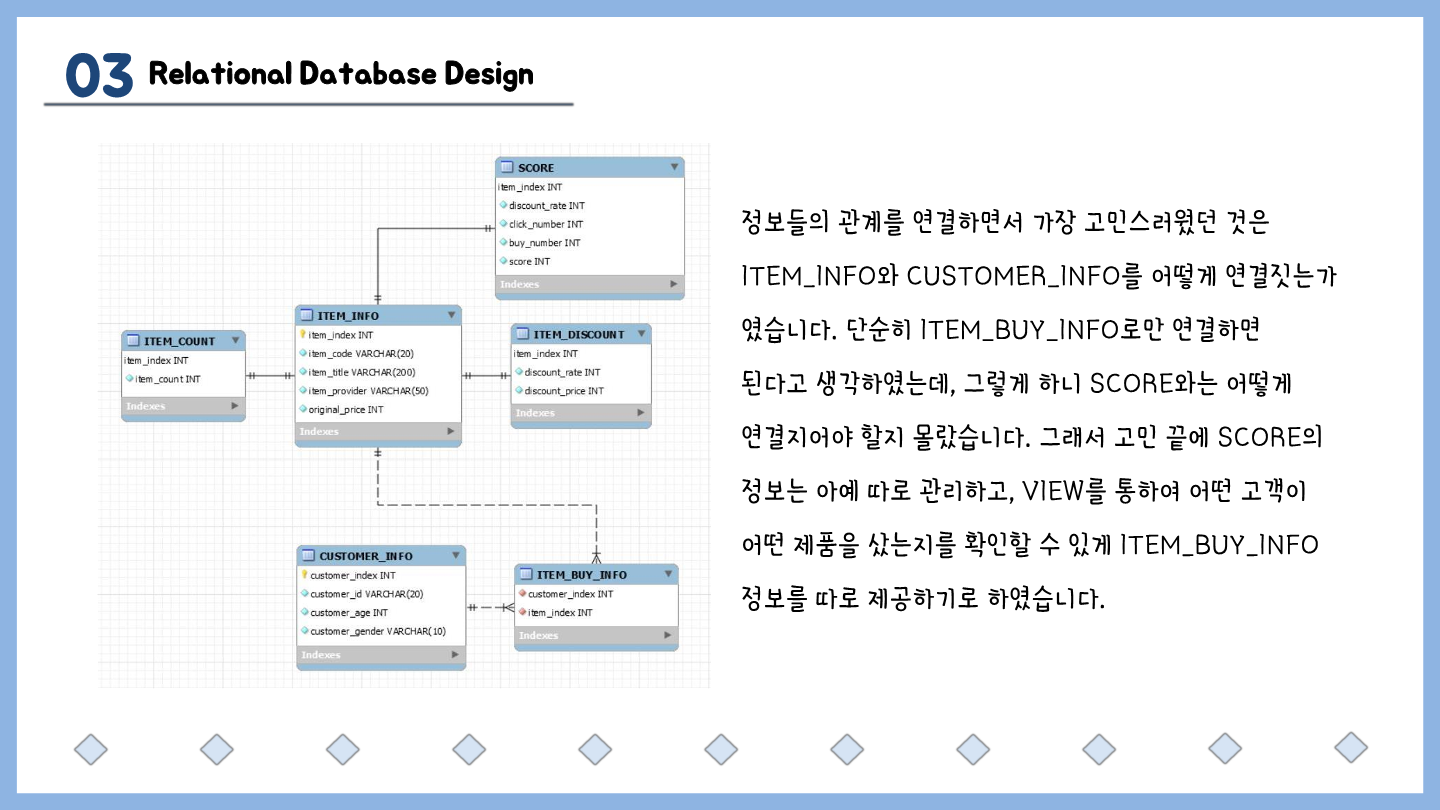 03 Relational Database Design
SCORE
item_index INT
discount_rate INT
click_number INT
buy_number INT
score INT
Indexes
ITEM_COUNT
item_index INT
item_count INT
Indexes
ITEM_INFO
item_index INT
item_code VARCHAR(20)
item_title VARCHAR(200)
item_provider VARCHAR(50)
original_price INT
Indexes
ITEM_DISCOUNT
item_index INT
discount_rate INT
discount_price INT
Indexes
CUSTOMER_INFO
customer_index INT
customer_id VARCHAR(20)
customer_age INT
customer_gender VARCHAR(10)
Indexes
ITEM_BUY_INFO
customer_index INT
item_index INT
Indexes
정보들의 관계를 연결하면서 가장 고민스러웠던 것은
ITEM_INFO와 CUSTOMER_INFO를 어떻게 연결짓는가
였습니다. 단순히 ITEM_BUY_INFO로만 연결하면
된다고 생각하였는데, 그렇게 하니 SCORE와는 어떻게
연결지어야 할지 몰랐습니다. 그래서 고민 끝에 SCORE의
정보는 아예 따로 관리하고, VIEW를 통하여 어떤 고객이
어떤 제품을 샀는지를 확인할 수 있게 ITEM_BUY_INFO
정보를 따로 제공하기로 하였습니다.